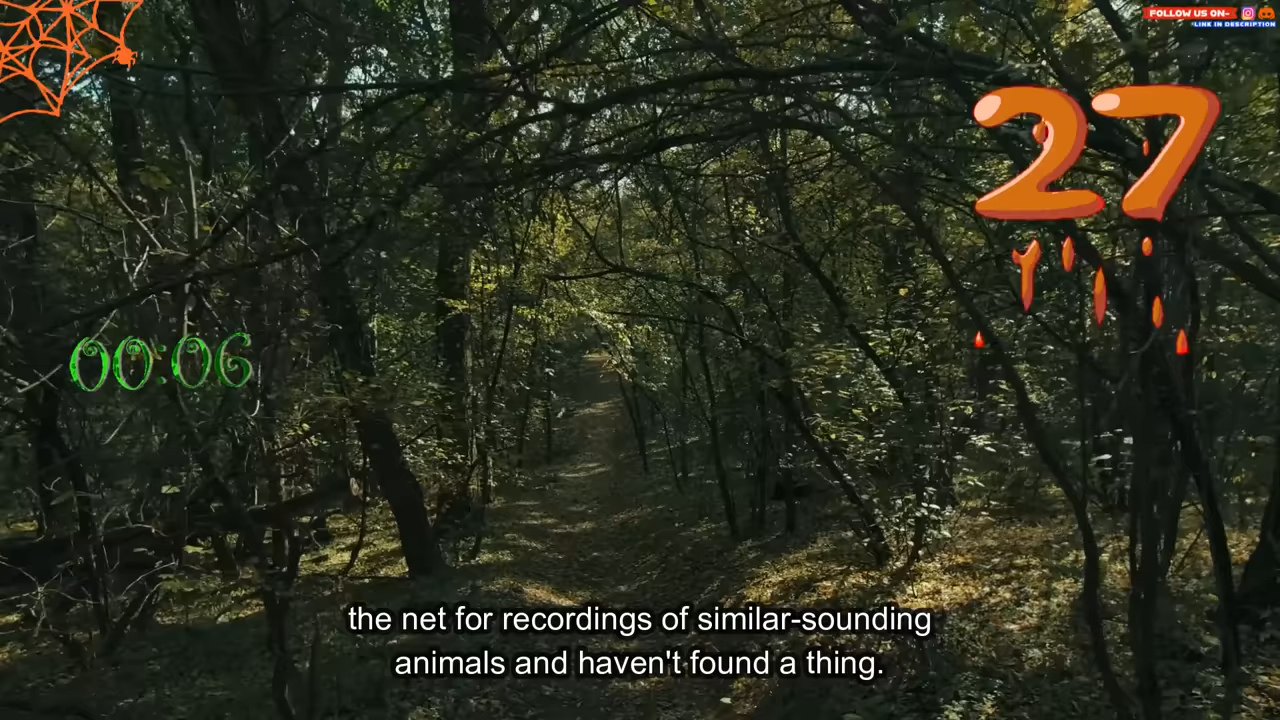 FOLLOW US ON-
LINK IN DESCRIPTION
27
00:06
the net for recordings of similar-sounding
animals and haven't found a thing.